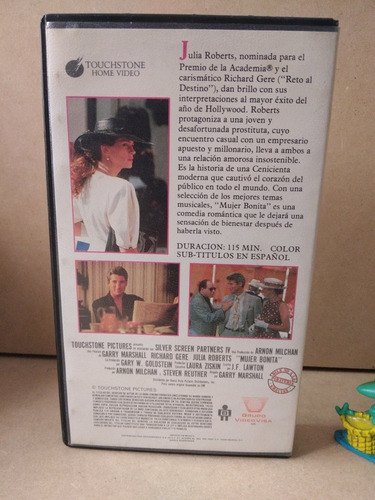 TOUCHSTONE
HOME VIDEO
Julia Roberts, nominada para el
Premio de la Academia® y el
carismático Richard Gere ("Reto al
Destino"), dan brillo con sus
interpretaciones al mayor éxito del
año de Hollywood. Roberts
protagoniza a una joven y
desafortunada prostituta, cuyo
encuentro casual con un empresario
apuesto y millonario, lleva a ambos a
una relación amorosa insostenible.
Es la historia de una Cenicienta
moderna que cautivó el corazón del
público en todo el mundo. Con una
selección de los mejores temas
musicales, "Mujer Bonita" es una
comedia romántica que le dejará una
sensación de bienestar después de
haberla visto.
DURACION: 115 MIN. COLOR
SUB-TITULOS EN ESPAÑOL
TOUCHSTONE PICTURES SILVER SCREEN PARTNERS IV ARNON MILCHAN
GARRY MARSHALL RICHARD GERE JULIA ROBERTS "MUJER BONITA"
GARY W. GOLDSTEIN LAURA ZISKIN J.F. LAWTON
ARNON MILCHAN STEVEN REUTHER GARRY MARSHALL
© TOUCHSTONE PICTURES
GRUPO
VIDEOVISA